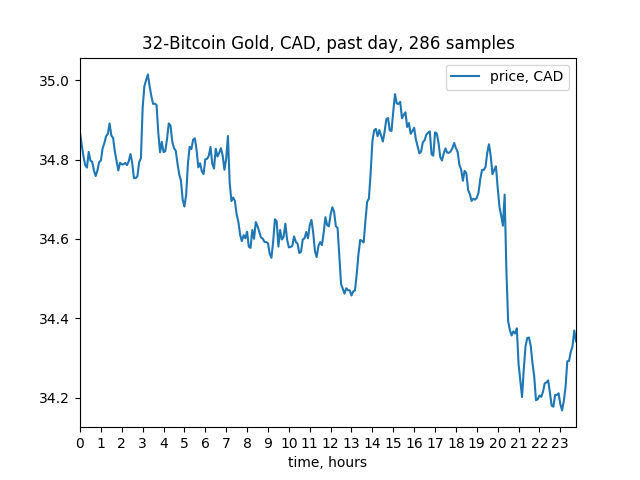 32-Bitcoin Gold, CAD, past day, 286 samples
price, CAD
35.0
34.8
34.6
34.4
34.2
0 1 2 3 4 5 6 7 8 9 10 11 12 13 14 15 16 17 18 19 20 21 22 23
time, hours